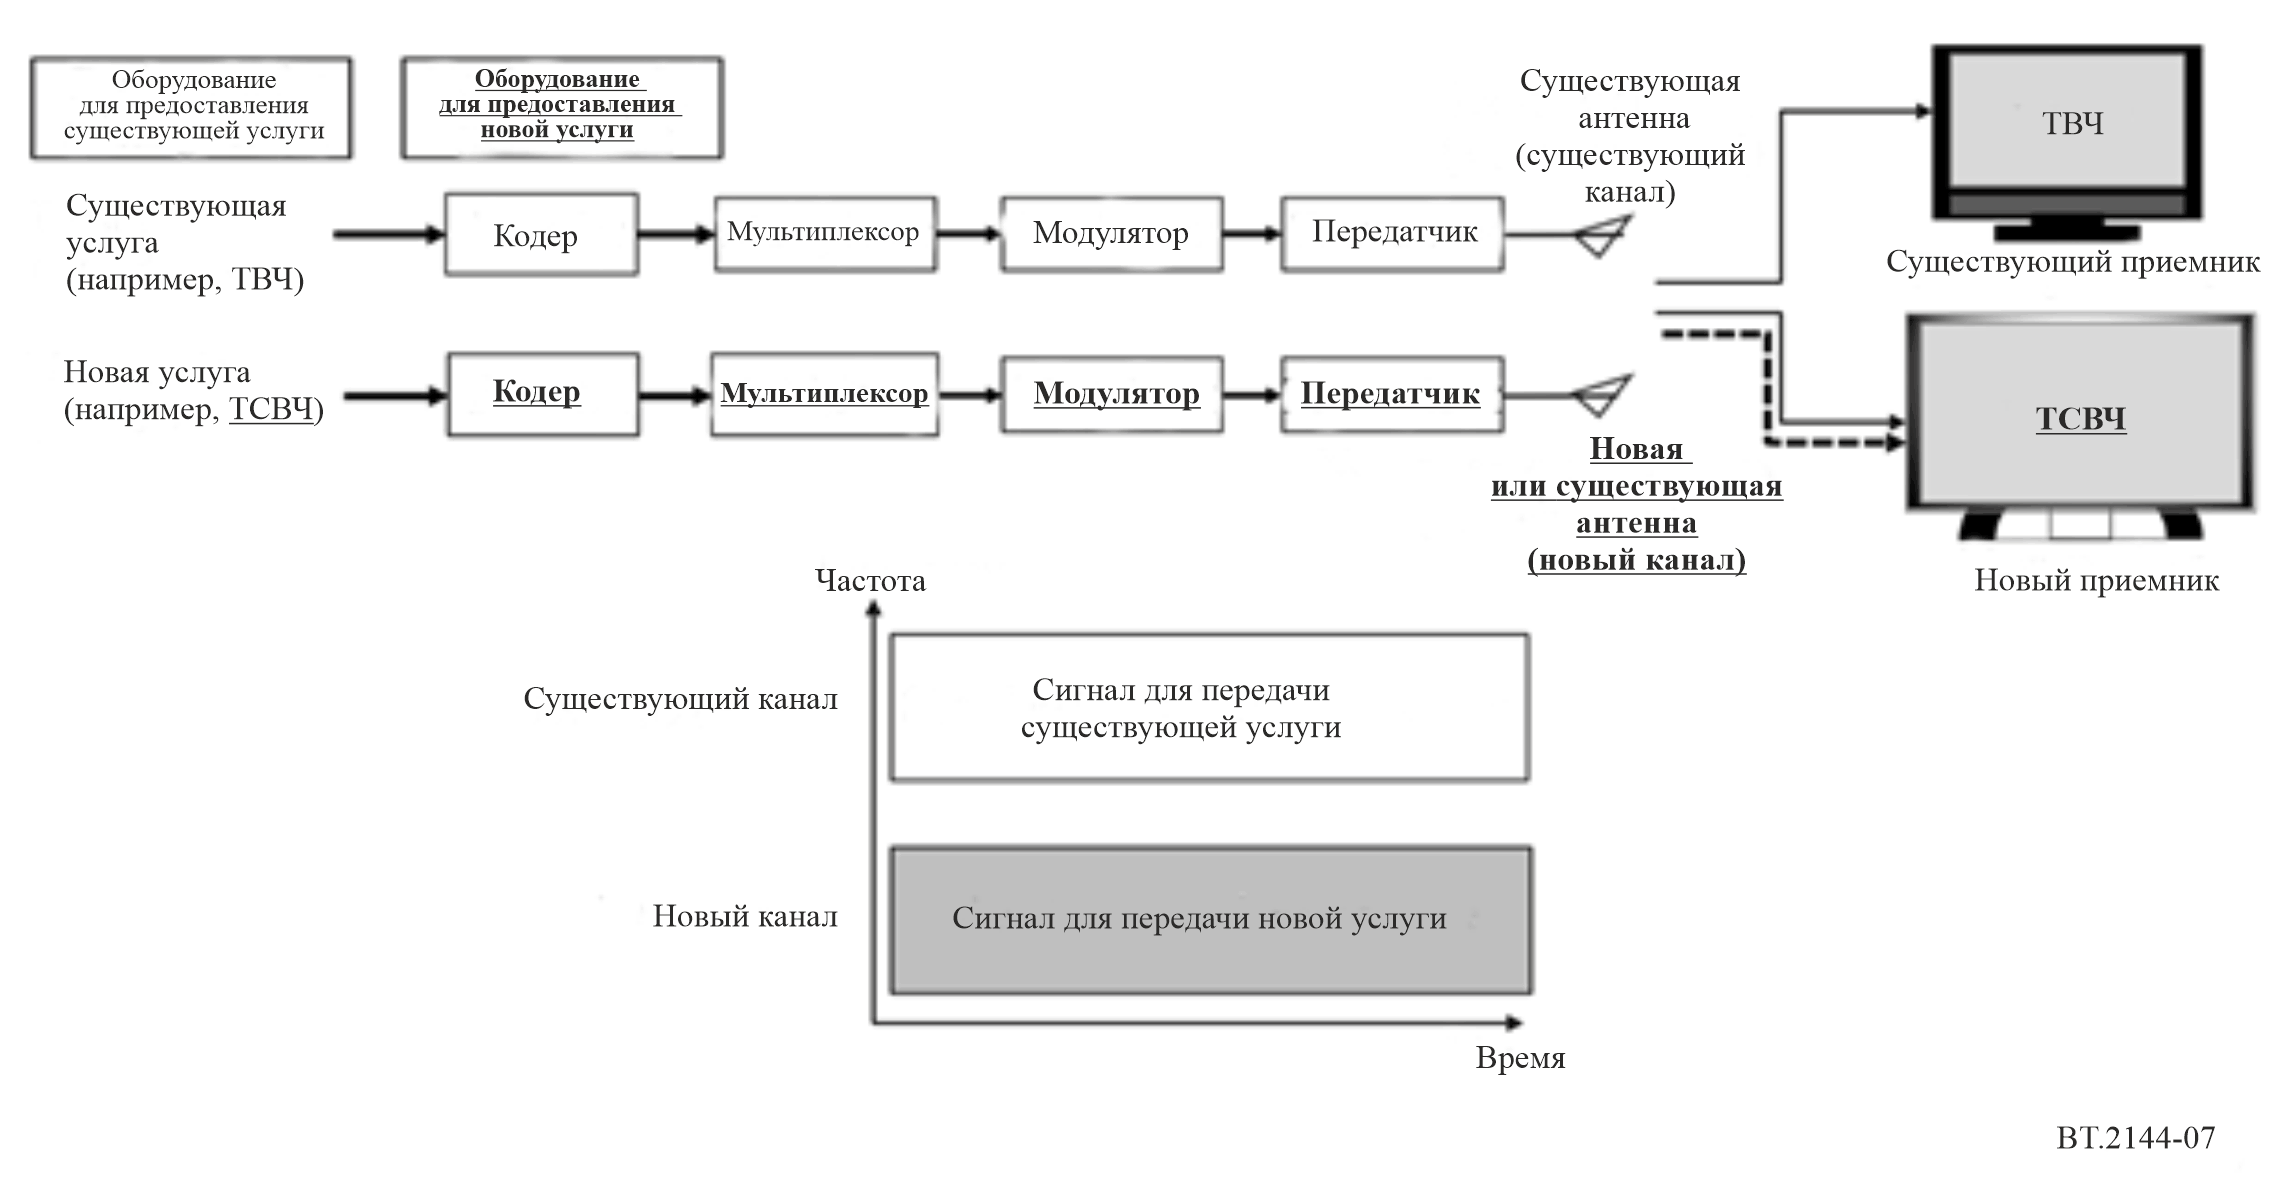 Оборудование
для предоставления
существующей услуги
Оборудование
для предоставления
новой услуги
Существующая
услуга
(например, ТВЧ)
Кодер
Мультиплексор
Модулятор
Передатчик
Существующая
антенна
(существующий
канал)
ТВЧ
Существующий приемник
Новая услуга
(например, ТСВЧ)
Кодер
Мультиплексор
Модулятор
Передатчик
Новая
или существующая
антенна
(новый канал)
ТСВЧ
Новый приемник
Частота
Существующий канал
Сигнал для передачи
существующей услуги
Новый канал
Сигнал для передачи новой услуги
Время
BT.2144-07